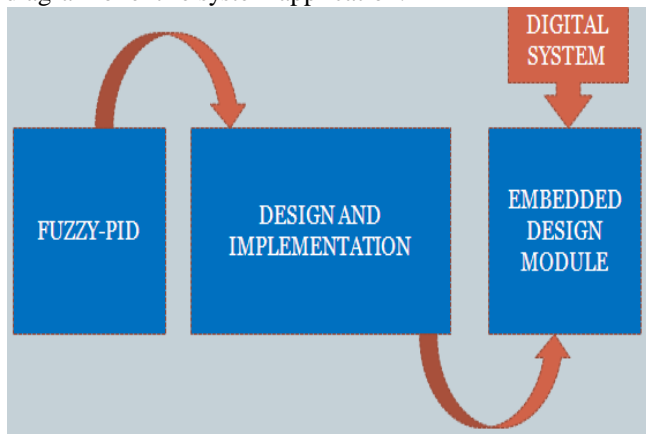 DIGITAL
SYSTEM
FUZZY-PID
DESIGN AND
IMPLEMENTATION
EMBEDDED
DESIGN
MODULE